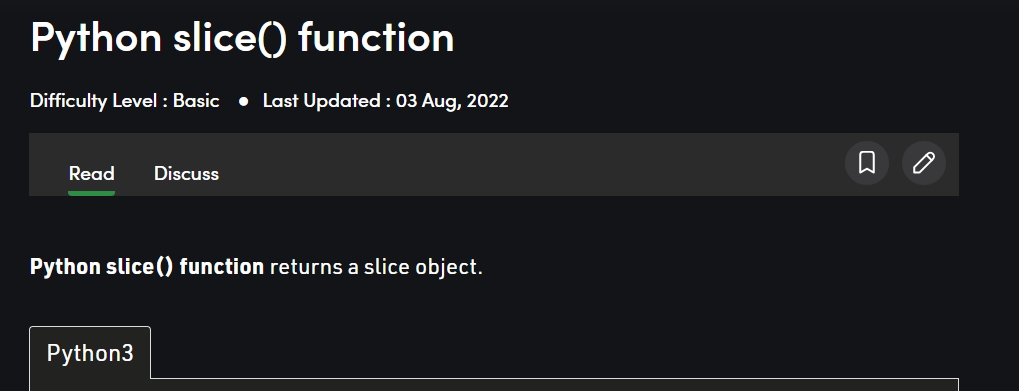 Python slice() function
Difficulty Level : Basic ● Last Updated : 03 Aug, 2022
Read Discuss
Python slice() function returns a slice object.
Python3